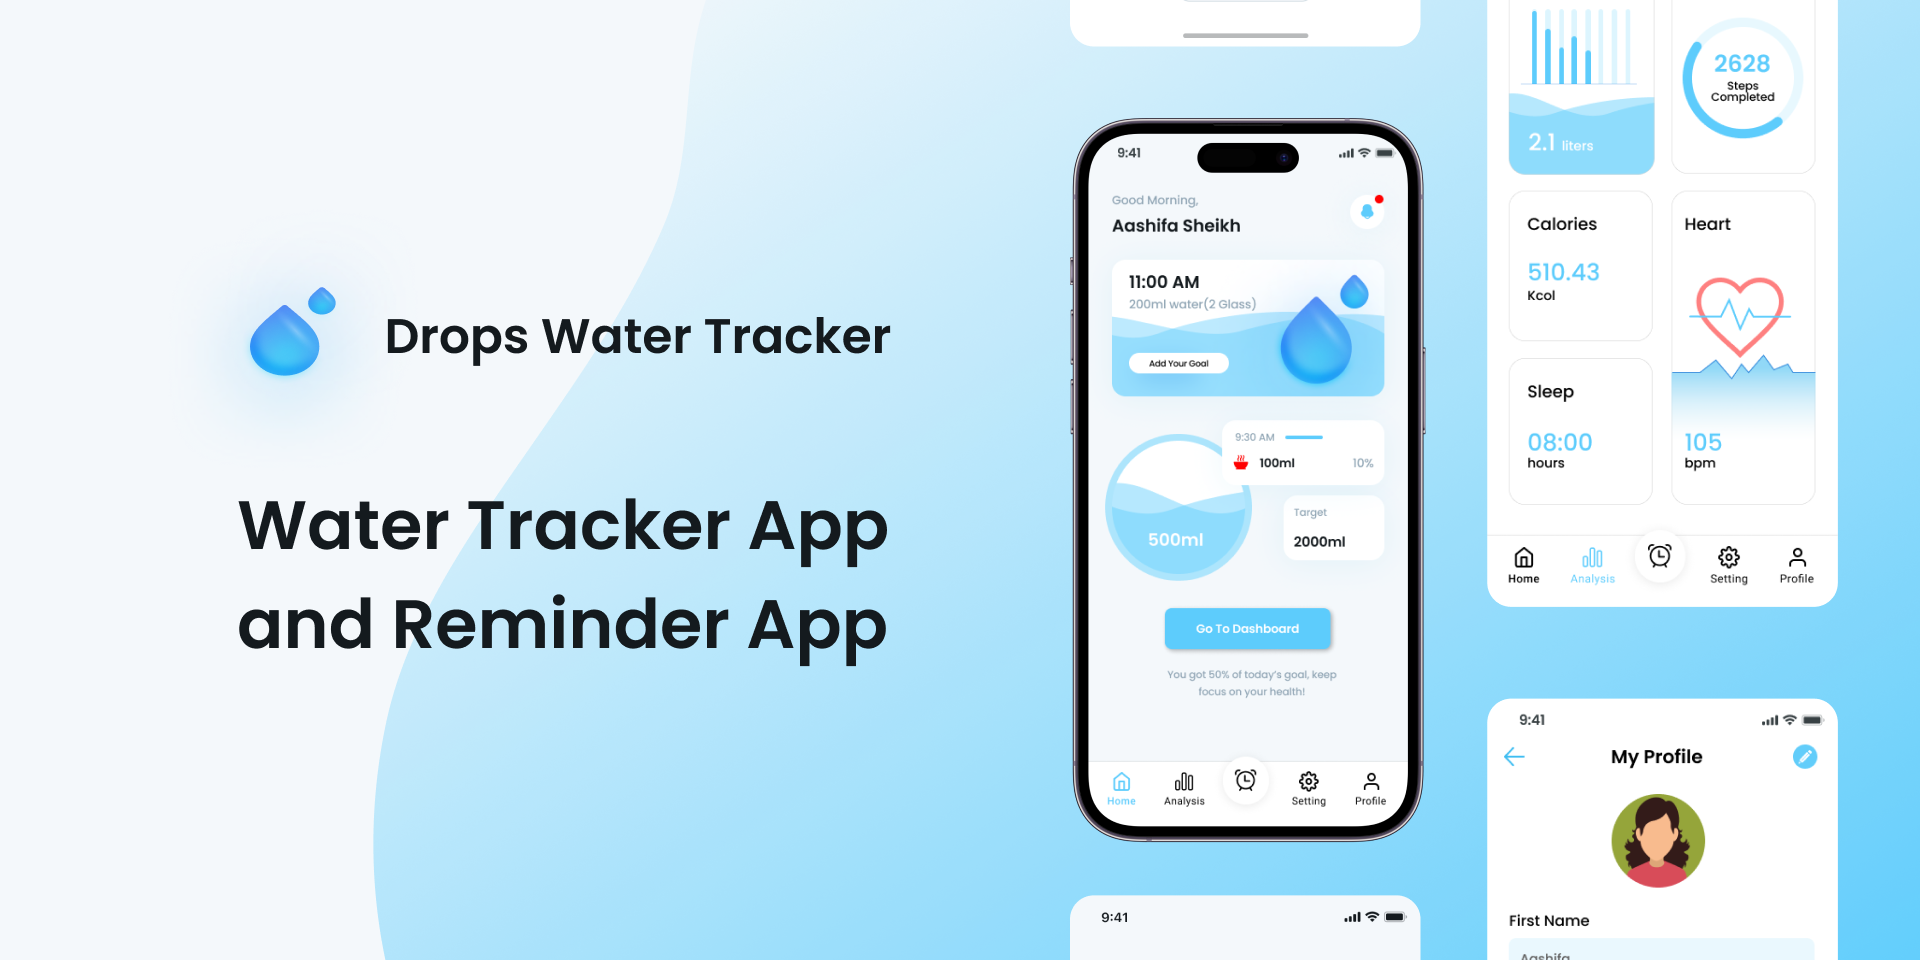 Drops Water Tracker
Water Tracker App
and Reminder App
9:41
Good Morning,
Aashifa Sheikh
11:00 AM
200ml water(2 Glass)
Add Your Goal
9:30 AM
100ml
10%
500ml
Target
2000ml
Go To Dashboard
You got 50% of today's goal, keep
focus on your health!
Home
Analysis
Setting
Profile
9:41
2.1 liters
2628
Steps
Completed
Calories
510.43
Kcol
Heart
105
bpm
Sleep
08:00
hours
Home
Analysis
Setting
Profile
9:41
My Profile
First Name
Aashifa